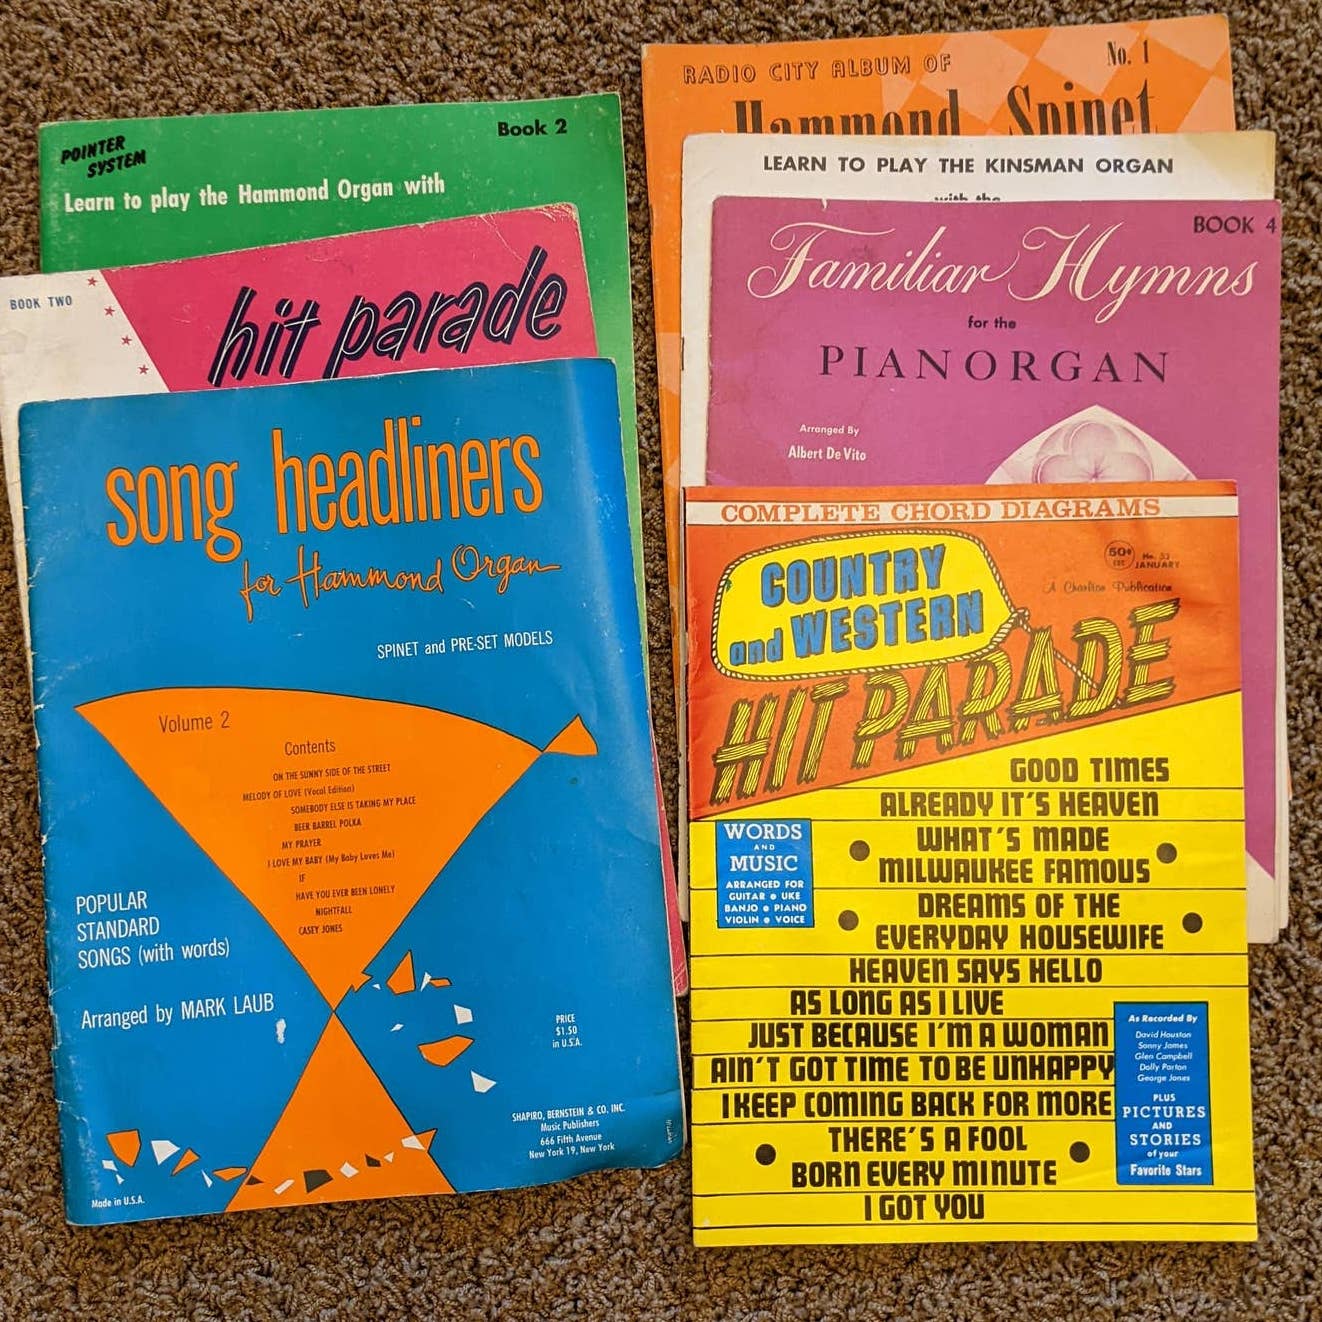 POINTER
SYSTEM
Book 2
Learn to play the Hammond Organ with
BOOK TWO
hit parade
song headliners
for Hammond Organ
SPINET and PRE-SET MODELS
Volume 2
Contents
ON THE SUNNY SIDE OF THE STREET
MELODY OF LOVE (Vocal Edition)
SOMEBODY ELSE IS TAKING MY PLACE
BEER BARREL POLKA
MY PRAYER
I LOVE MY BABY (My Baby Loves Me)
IF
HAVE YOU EVER BEEN LONELY
NIGHTFALL
CASEY JONES
POPULAR
STANDARD
SONGS (with words)
Arranged by MARK LAUB
PRICE
$1.50
in U.S.A.
SHAPIRO, BERNSTEIN & CO. INC.
Music Publishers
666 Fifth Avenue
New York 19, New York
Made in U.S.A.
RADIO CITY ALBUM OF
No. 1
Hammond Spinet
LEARN TO PLAY THE KINSMAN ORGAN
with the
BOOK 4
Familiar Hymns
for the
PIANORGAN
Arranged By
Albert De Vito
COMPLETE CHORD DIAGRAMS
50¢
No. 53
JANUARY
A Charlton Publication
COUNTRY
and WESTERN
HIT PARADE
GOOD TIMES
ALREADY IT'S HEAVEN
WHAT'S MADE
MILWAUKEE FAMOUS
DREAMS OF THE
EVERYDAY HOUSEWIFE
HEAVEN SAYS HELLO
AS LONG AS I LIVE
JUST BECAUSE I'M A WOMAN
AIN'T GOT TIME TO BE UNHAPPY
I KEEP COMING BACK FOR MORE
THERE'S A FOOL
BORN EVERY MINUTE
I GOT YOU
WORDS
AND
MUSIC
ARRANGED FOR
GUITAR • UKE
BANJO • PIANO
VIOLIN • VOICE
As Recorded By
David Houston
Sonny James
Glen Campbell
Dolly Parton
George Jones
PLUS
PICTURES
AND
STORIES
of your
Favorite Stars